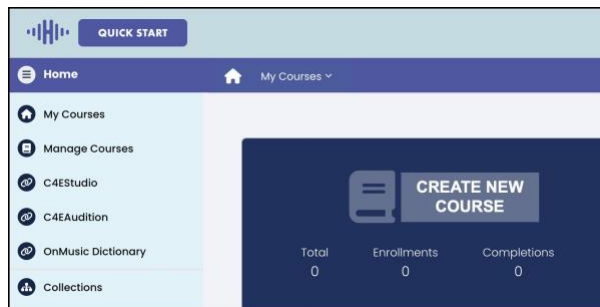 QUICK START
Home
My Courses
My Courses
Manage Courses
C4EStudio
C4EAudition
OnMusic Dictionary
Collections
CREATE NEW
COURSE
Total Enrollments Completions
0 0 0